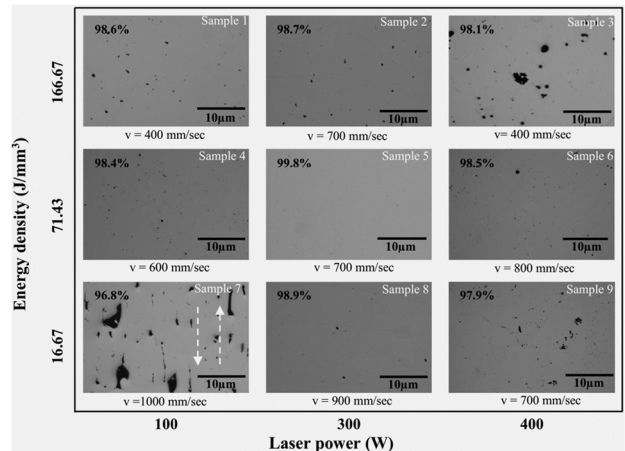 Sample 1
98.6%
10µm
v = 400 mm/sec
Sample 2
98.7%
10µm
v = 700 mm/sec
Sample 3
98.1%
10µm
v= 400 mm/sec
166.67
Sample 4
98.4%
10µm
v = 600 mm/sec
Sample 5
99.8%
10µm
v = 700 mm/sec
Sample 6
98.5%
10µm
v = 800 mm/sec
71.43
Energy density (J/mm³)
Sample 7
96.8%
10µm
v =1000 mm/sec
Sample 8
98.9%
10µm
v = 900 mm/sec
Sample 9
97.9%
10µm
v = 700 mm/sec
16.67
100
300
400
Laser power (W)